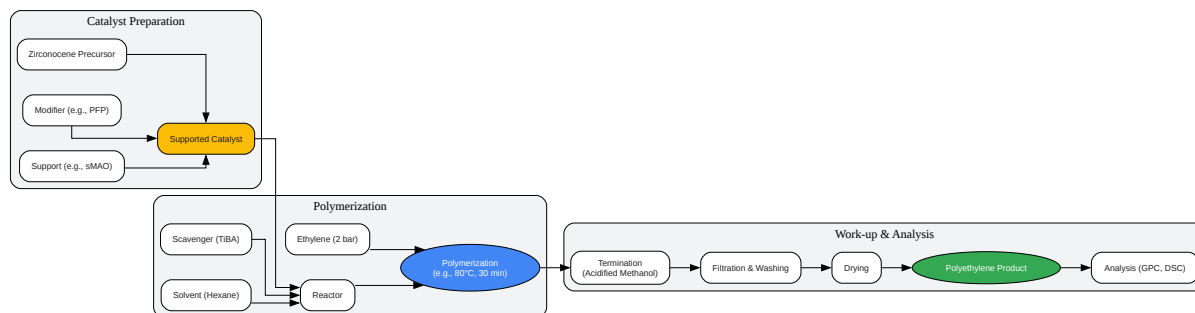 Catalyst Preparation
Zirconocene Precursor
Modifier (e.g., PFP)
Supported Catalyst
Support (e.g., sMAO)
Polymerization
Scavenger (TiBA)
Ethylene (2 bar)
Solvent (Hexane)
Reactor
Polymerization
(e.g., 80°C, 30 min)
Work-up & Analysis
Termination
(Acidified Methanol)
Filtration & Washing
Drying
Polyethylene Product
Analysis (GPC, DSC)